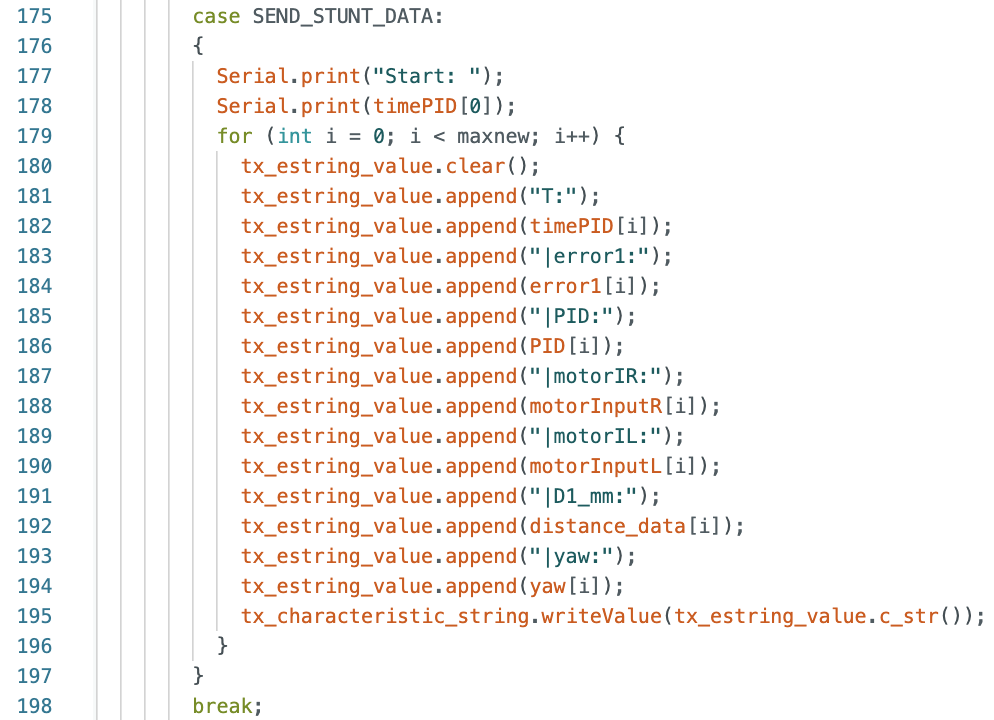 175 case SEND_STUNT_DATA:
176 {
177 Serial.print("Start: ");
178 Serial.print(timePID[0]);
179 for (int i = 0; i < maxnew; i++) {
180 tx_estring_value.clear();
181 tx_estring_value.append("T:");
182 tx_estring_value.append(timePID[i]);
183 tx_estring_value.append("|error1:");
184 tx_estring_value.append(error1[i]);
185 tx_estring_value.append("|PID:");
186 tx_estring_value.append(PID[i]);
187 tx_estring_value.append("|motorIR:");
188 tx_estring_value.append(motorInputR[i]);
189 tx_estring_value.append("|motorIL:");
190 tx_estring_value.append(motorInputL[i]);
191 tx_estring_value.append("|D1_mm:");
192 tx_estring_value.append(distance_data[i]);
193 tx_estring_value.append("|yaw:");
194 tx_estring_value.append(yaw[i]);
195 tx_characteristic_string.writeValue(tx_estring_value.c_str());
196 }
197 }
198 break;